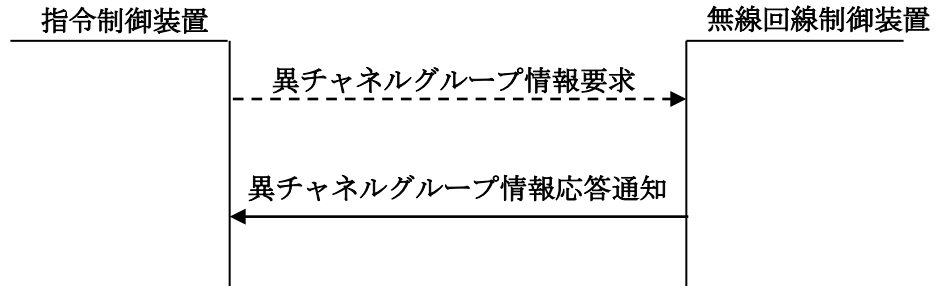 指令制御装置
無線回線制御装置
異チャネルグループ情報要求
異チャネルグループ情報応答通知